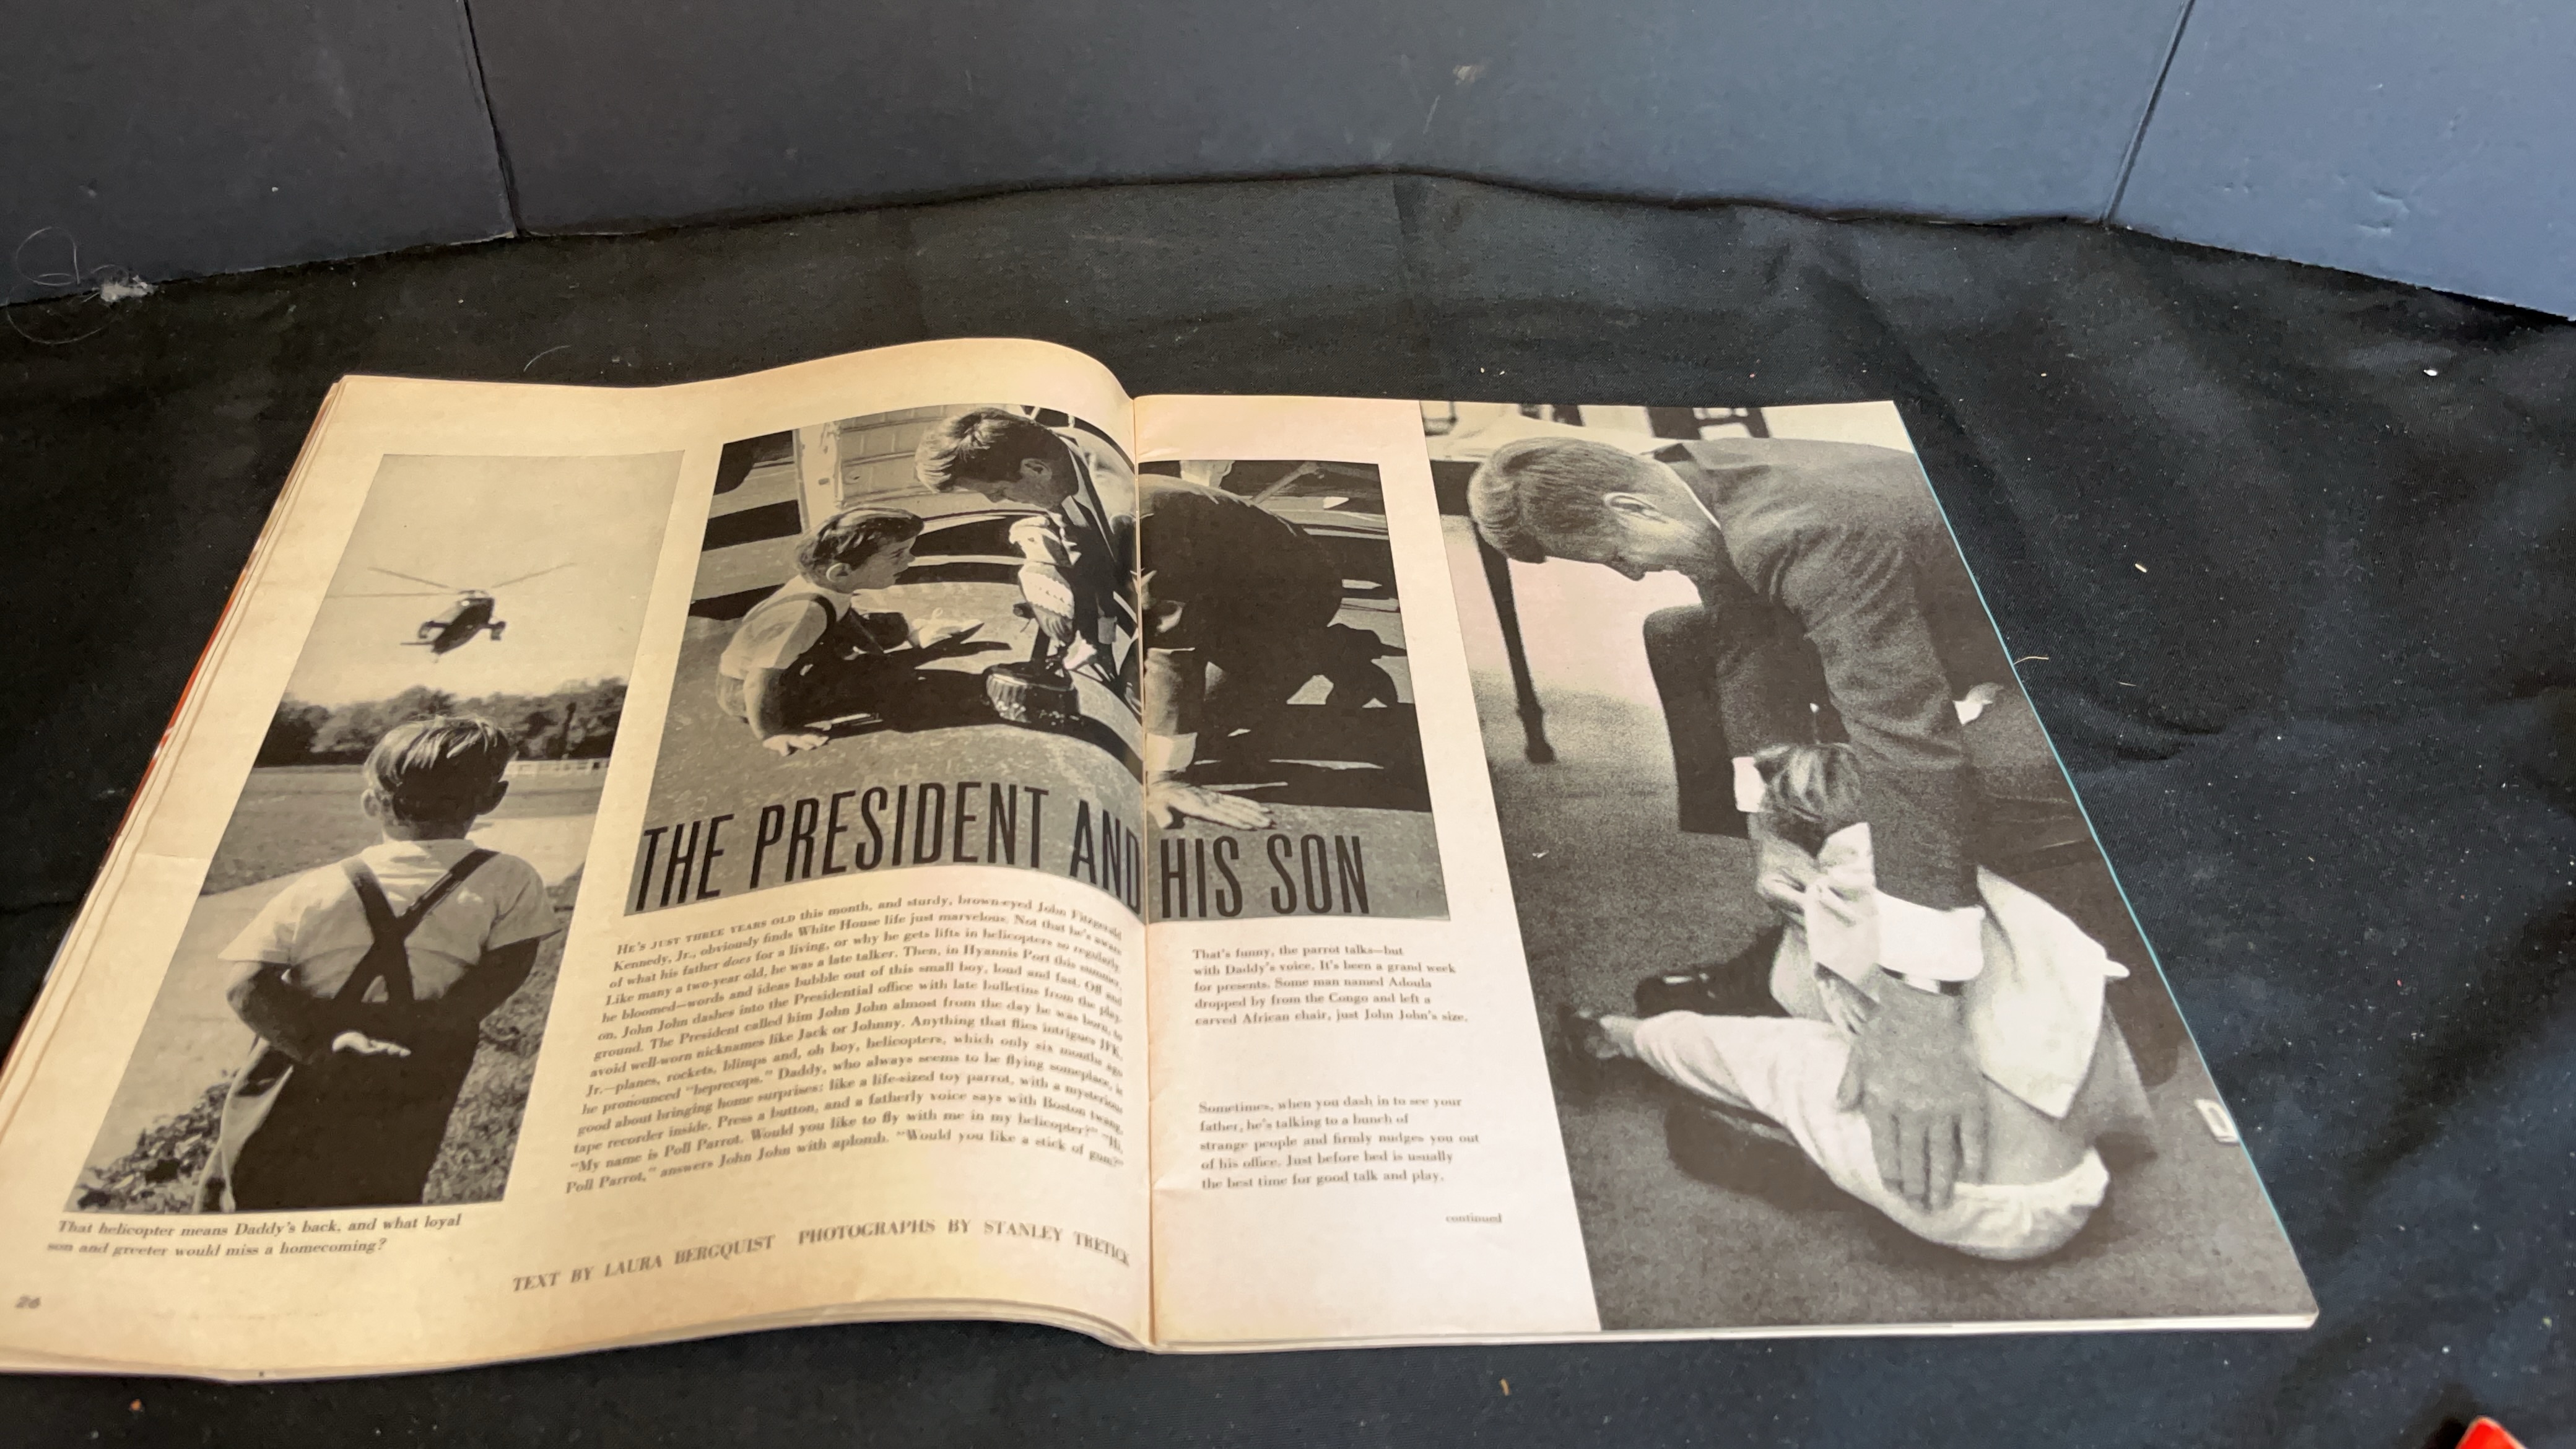 THE PRESIDENT AND HIS SON
HE'S JUST THREE YEARS OLD this month, and sturdy, brown-eyed John Fitzgerald
Kennedy, Jr., obviously finds White House life just marvelous. Not that he's aware
of what his father does for a living, or why he gets lifts in helicopters so regularly.
Like many a two-year old, he was a late talker. Then, in Hyannis Port this summer,
he bloomed—words and ideas bubble out of this small boy, loud and fast. Off and
on, John John dashes into the Presidential office with late bulletins from the play-
ground. The President called him John John almost from the day he was born, to
avoid well-worn nicknames like Jack or Johnny. Anything that flies intrigues JFK,
Jr.—planes, rockets, blimps and, oh boy, helicopters, which only six months ago
he pronounced "heprecops." Daddy, who always seems to be flying someplace, is
good about bringing home surprises: like a life-sized toy parrot, with a mysterious
tape recorder inside. Press a button, and a fatherly voice says with Boston twang,
"My name is Poll Parrot. Would you like to fly with me in my helicopter?" "Hi,
Poll Parrot," answers John John with aplomb. "Would you like a stick of gum?"
That helicopter means Daddy's back, and what loyal
son and greeter would miss a homecoming?
TEXT BY LAURA BERGQUIST PHOTOGRAPHS BY STANLEY TRETICK
26
That's funny, the parrot talks—but
with Daddy's voice. It's been a grand week
for presents. Some man named Adoula
dropped by from the Congo and left a
carved African chair, just John John's size.
Sometimes, when you dash in to see your
father, he's talking to a bunch of
strange people and firmly nudges you out
of his office. Just before bed is usually
the best time for good talk and play.
continued